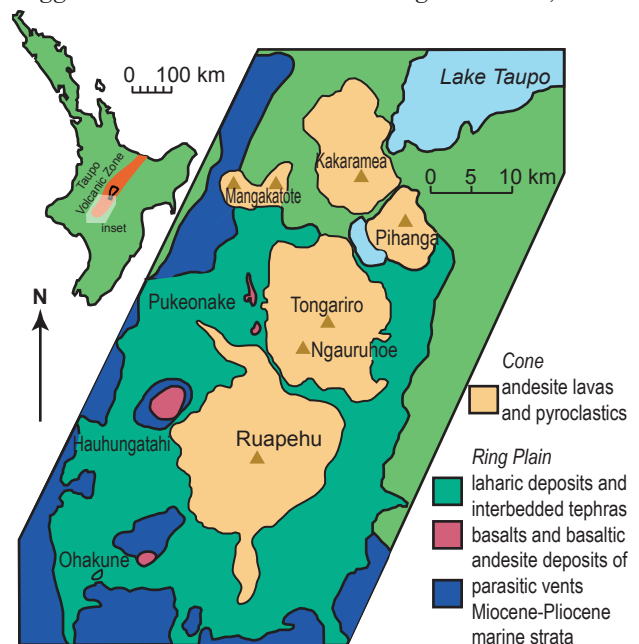 0 100 km
Taupo
Volcanic Zone
inset
N
Lake Taupo
Kakaramea
0 5 10 km
Mangakatote
Pihanga
Pukeonake
Tongariro
Ngauruhoe
Hauhungatahi
Ruapehu
Ohakune
Cone
andesite lavas
and pyroclastics
Ring Plain
laharic deposits and
interbedded tephras
basalts and basaltic
andesite deposits of
parasitic vents
Miocene-Pliocene
marine strata